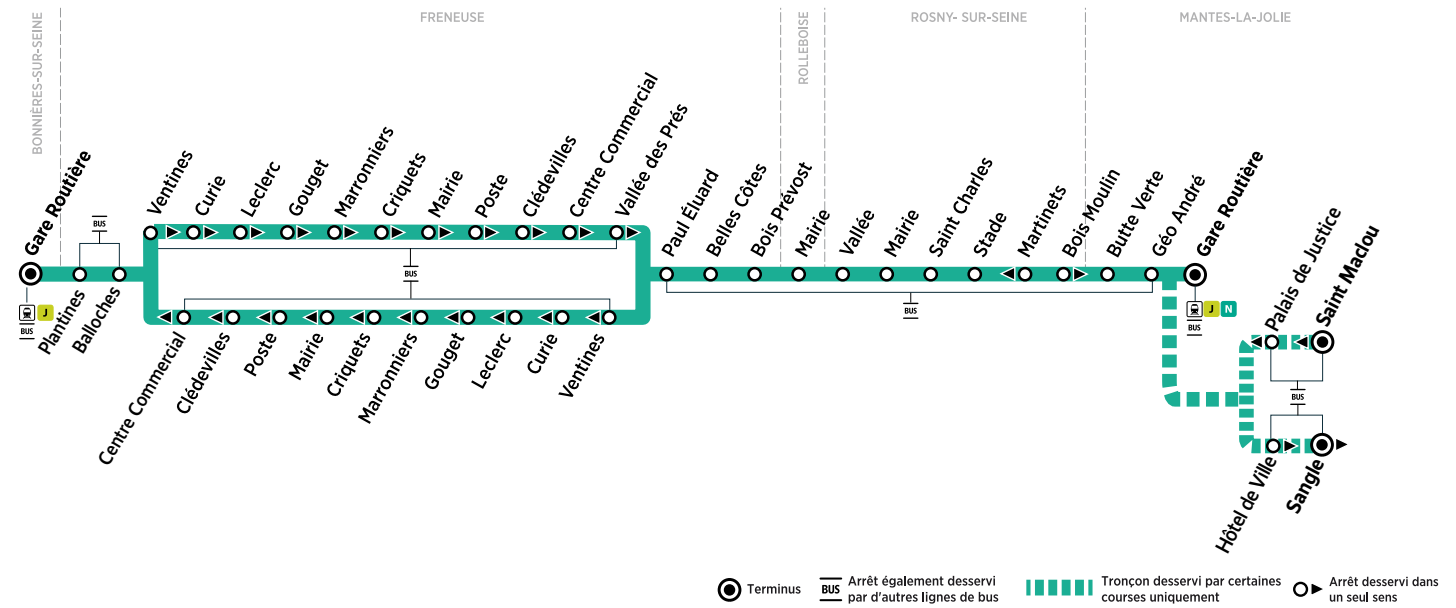 BONNIÈRES-SUR-SEINE
FRENEUSE
ROLLEBOISE
ROSNY- SUR-SEINE
MANTES-LA-JOLIE
Gare Routière
J
BUS
Plantines
Balloches
BUS
Ventines
Curie
Leclerc
Gouget
Marronniers
Criquets
Mairie
Poste
Clédevilles
Centre Commercial
Vallée des Prés
BUS
Centre Commercial
Clédevilles
Poste
Mairie
Criquets
Marronniers
Gouget
Leclerc
Curie
Ventines
Paul Éluard
Belles Côtes
Bois Prévost
Mairie
Vallée
Mairie
Saint Charles
Stade
Martinets
Bois Moulin
Butte Verte
Géo André
BUS
Gare Routière
J N
BUS
Palais de Justice
Saint Maclou
BUS
Hôtel de Ville
Sangle
Terminus
BUS
Arrêt également desservi
par d'autres lignes de bus
Tronçon desservi par certaines
courses uniquement
Arrêt desservi dans
un seul sens